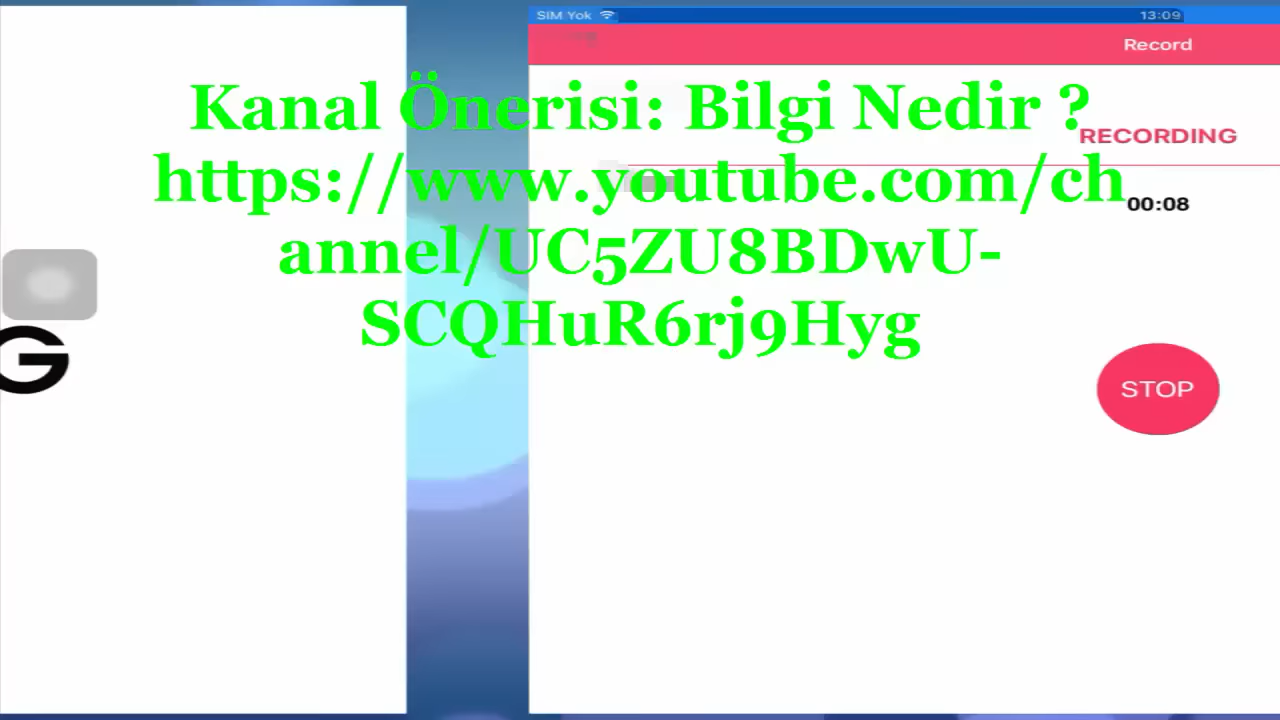 SIM Yok
13:09
Record
Kanal Önerisi: Bilgi Nedir ?
RECORDING
https://www.youtube.com/ch
00:08
annel/UC5ZU8BDwU-
SCQHuR6rj9Hyg
G
STOP